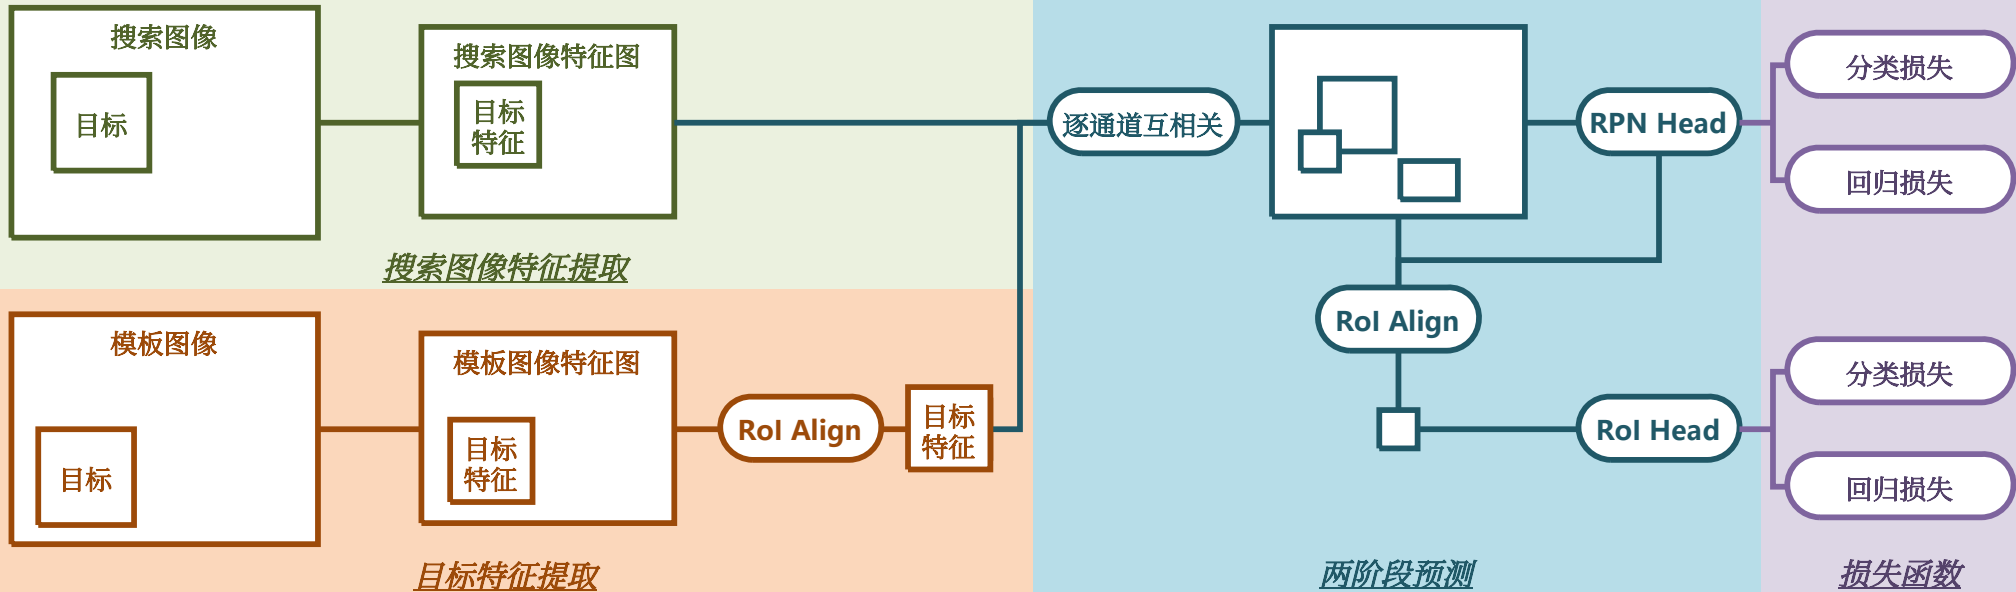 搜索图像
目标
搜索图像特征图
目标
特征
搜索图像特征提取
模板图像
目标
模板图像特征图
目标
特征
RoI Align
目标
特征
目标特征提取
逐通道互相关
RPN Head
RoI Align
RoI Head
两阶段预测
分类损失
回归损失
分类损失
回归损失
损失函数